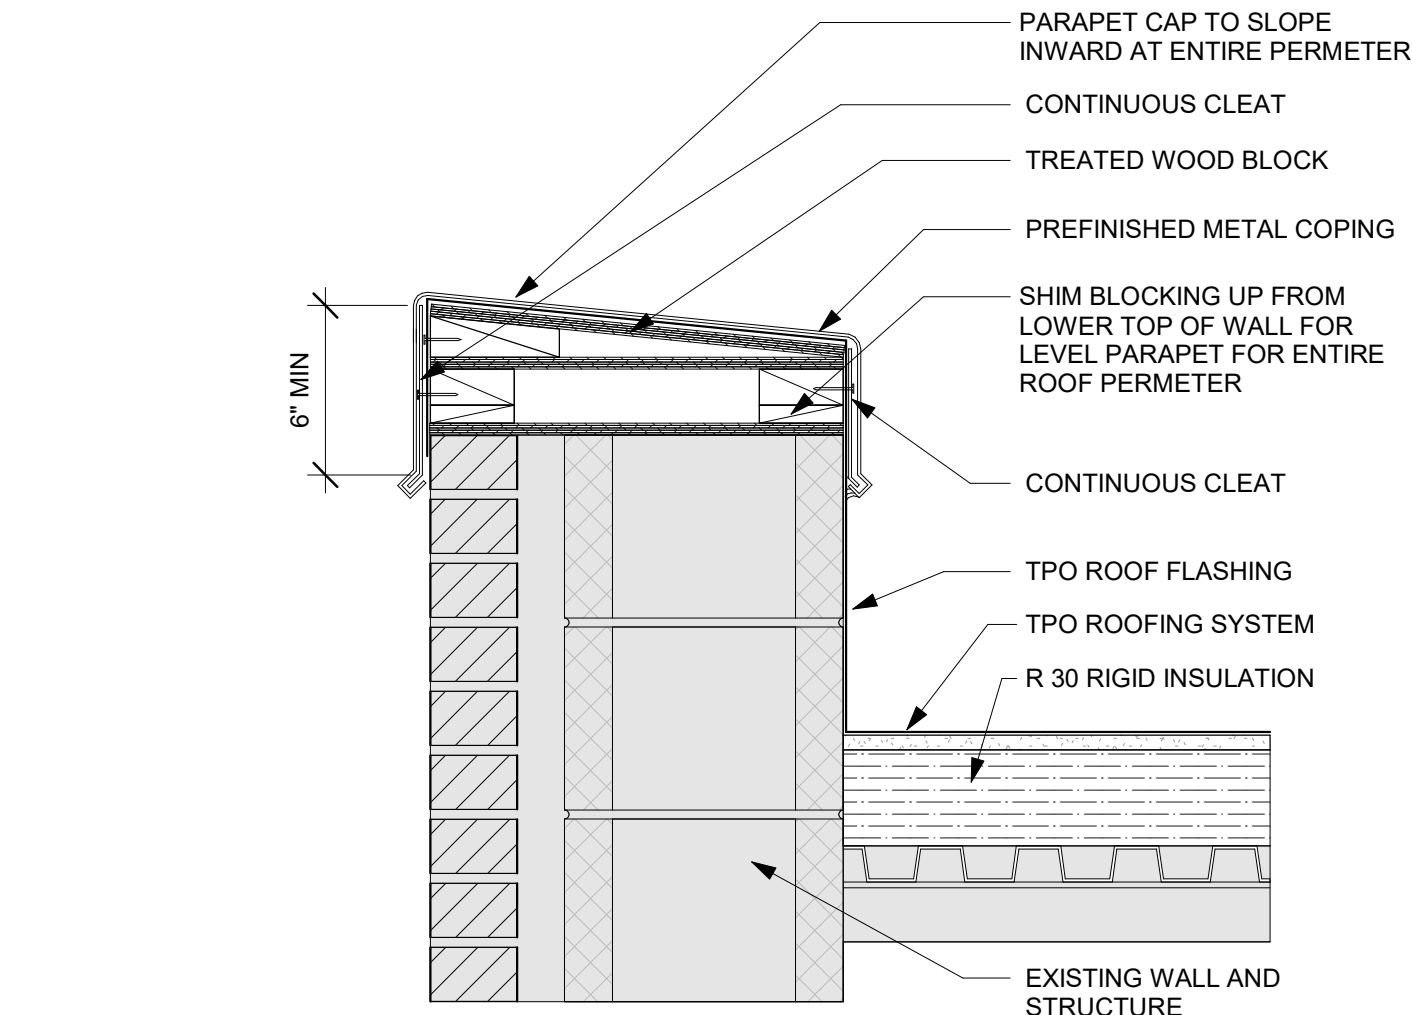 PARAPET CAP TO SLOPE
INWARD AT ENTIRE PERMETER
CONTINUOUS CLEAT
TREATED WOOD BLOCK
PREFINISHED METAL COPING
SHIM BLOCKING UP FROM
LOWER TOP OF WALL FOR
LEVEL PARAPET FOR ENTIRE
ROOF PERMETER
6" MIN
CONTINUOUS CLEAT
TPO ROOF FLASHING
TPO ROOFING SYSTEM
R 30 RIGID INSULATION
EXISTING WALL AND
STRUCTURE